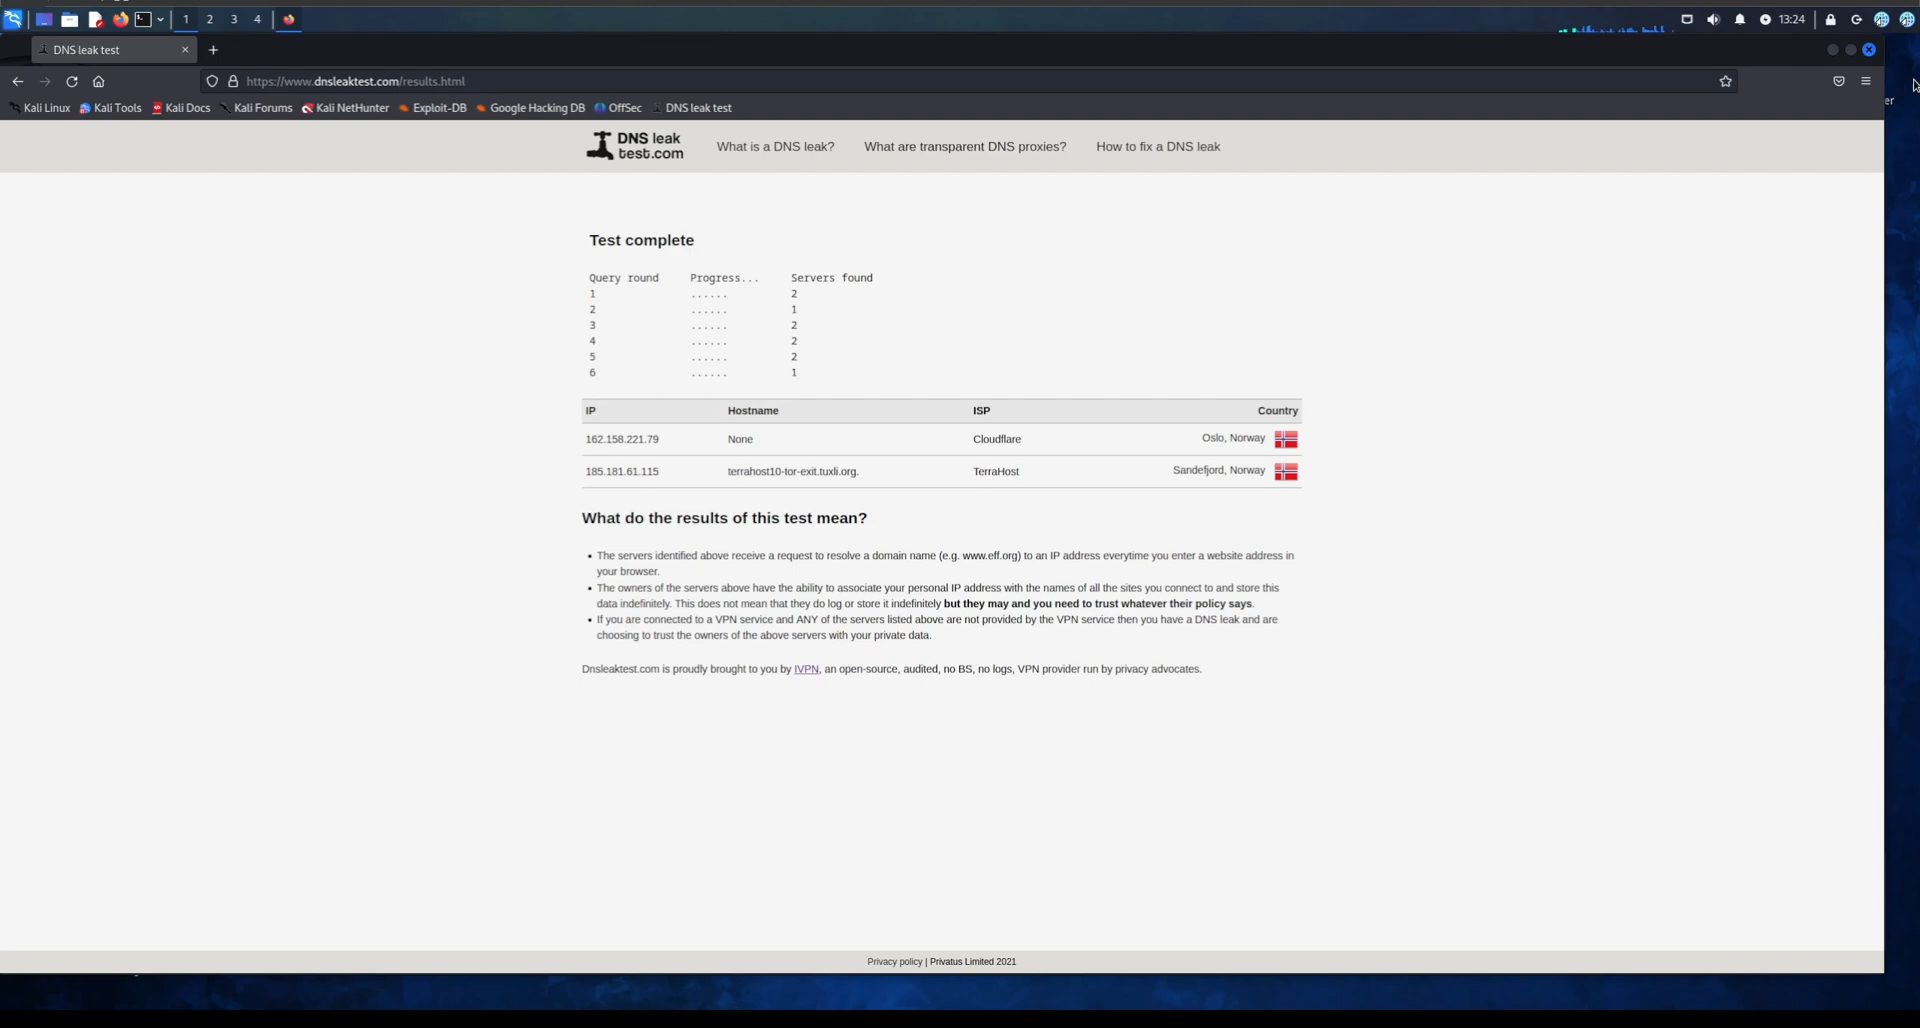 1 2 3 4 13:24
DNS leak test
https://www.dnsleaktest.com/results.html
er
Kali Linux Kali Tools Kali Docs Kali Forums Kali NetHunter Exploit-DB Google Hacking DB OffSec DNS leak test
DNS leak
test.com
What is a DNS leak? What are transparent DNS proxies? How to fix a DNS leak
Test complete
Query round Progress... Servers found
1 ...... 2
2 ...... 1
3 ...... 2
4 ...... 2
5 ...... 2
6 ...... 1
IP Hostname ISP Country
162.158.221.79 None Cloudflare Oslo, Norway
185.181.61.115 terrahost10-tor-exit.tuxli.org. TerraHost Sandefjord, Norway
What do the results of this test mean?
• The servers identified above receive a request to resolve a domain name (e.g. www.eff.org) to an IP address everytime you enter a website address in
your browser.
• The owners of the servers above have the ability to associate your personal IP address with the names of all the sites you connect to and store this
data indefinitely. This does not mean that they do log or store it indefinitely but they may and you need to trust whatever their policy says.
• If you are connected to a VPN service and ANY of the servers listed above are not provided by the VPN service then you have a DNS leak and are
choosing to trust the owners of the above servers with your private data.
Dnsleaktest.com is proudly brought to you by IVPN, an open-source, audited, no BS, no logs, VPN provider run by privacy advocates.
Privacy policy | Privatus Limited 2021